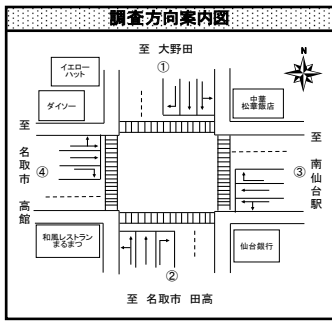 調査方向案内図
至 大野田
N
イエロー
ハット
①
ダイソー
中華
松華飯店
至
名取市
高舘
④
至
南仙台駅
③
和風レストラン
まるまつ
仙台銀行
②
至 名取市 田高